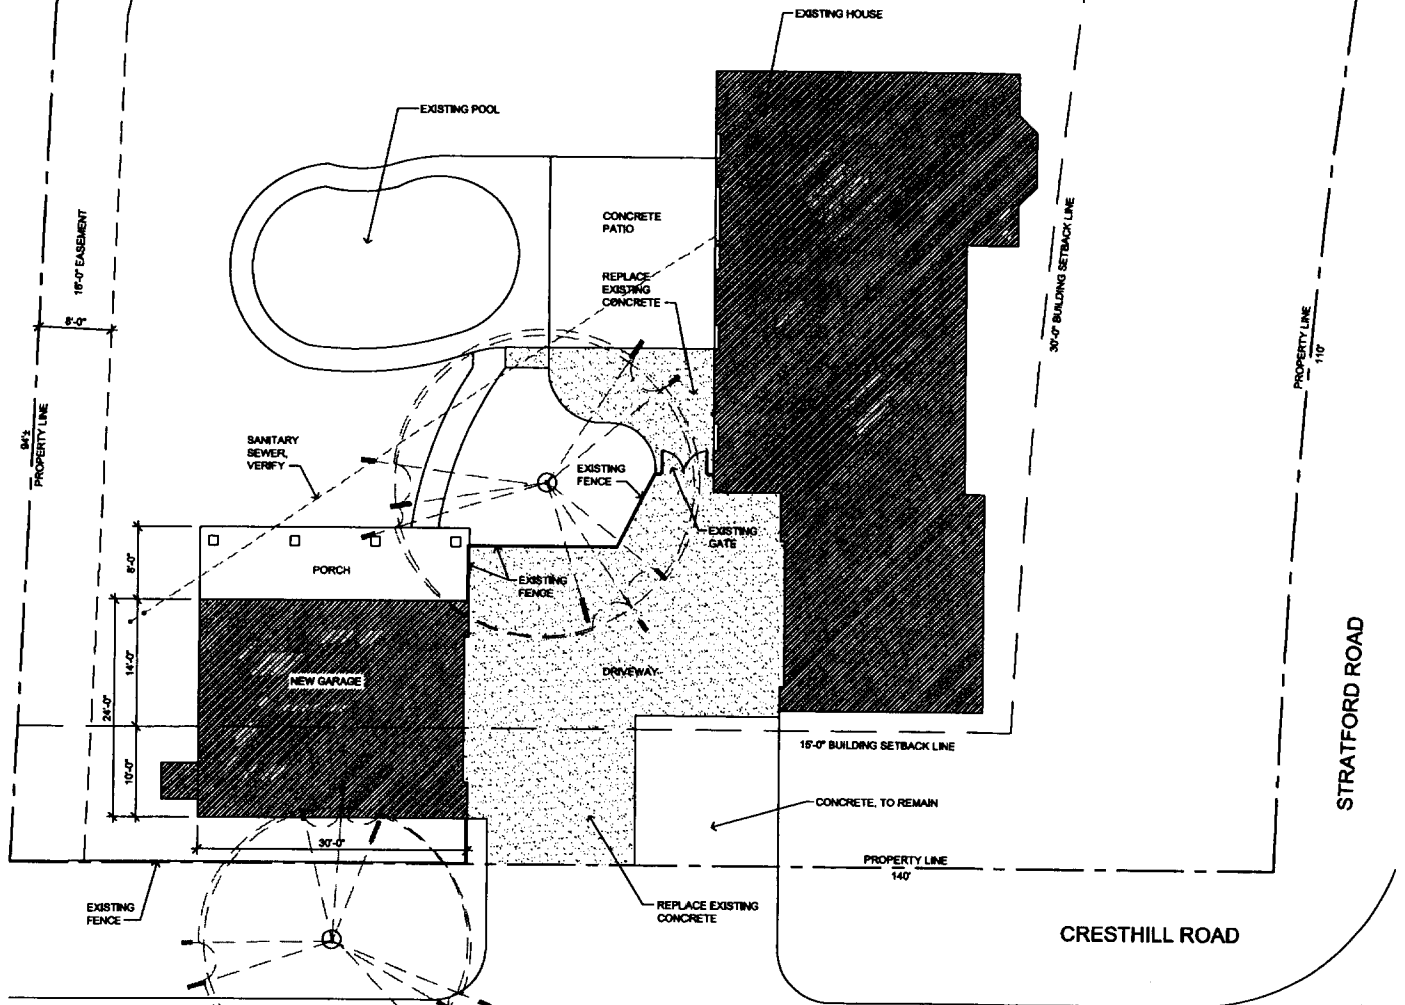 EXISTING HOUSE
EXISTING POOL
CONCRETE
PATIO
REPLACE
EXISTING
CONCRETE
16'-0" EASEMENT
8'-0"
30'-0" BUILDING SETBACK LINE
PROPERTY LINE
110'
94'±
PROPERTY LINE
SANITARY
SEWER,
VERIFY
EXISTING
FENCE
EXISTING
GATE
8'-0"
PORCH
EXISTING
FENCE
14'-0"
24'-0"
NEW GARAGE
DRIVEWAY
STRATFORD ROAD
15'-0" BUILDING SETBACK LINE
10'-0"
CONCRETE, TO REMAIN
30'-0"
PROPERTY LINE
140'
EXISTING
FENCE
REPLACE EXISTING
CONCRETE
CRESTHILL ROAD